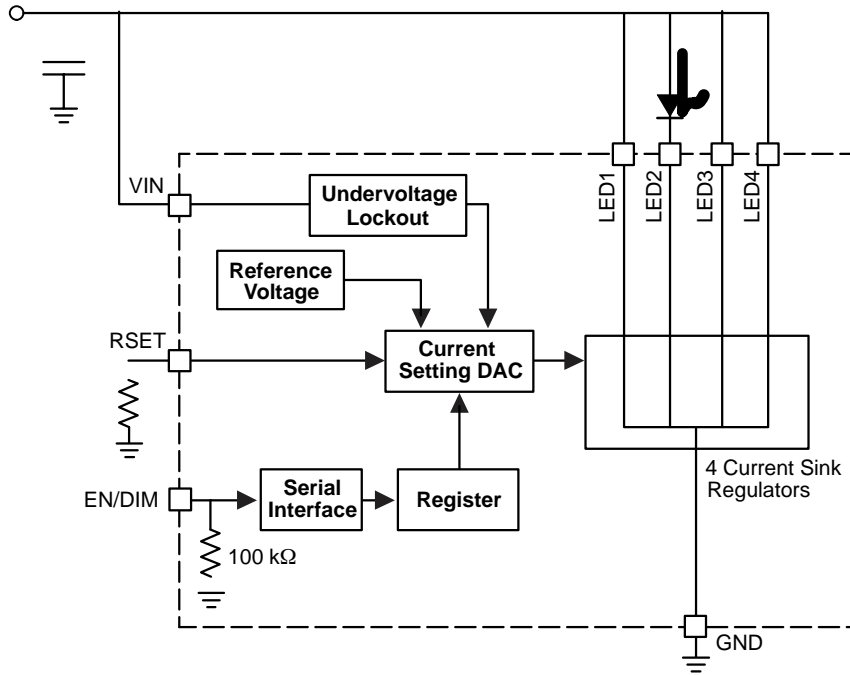 VIN
Undervoltage
Lockout
LED1
LED2
LED3
LED4
Reference
Voltage
RSET
Current
Setting DAC
4 Current Sink
Regulators
EN/DIM
Serial
Interface
Register
100 kΩ
GND